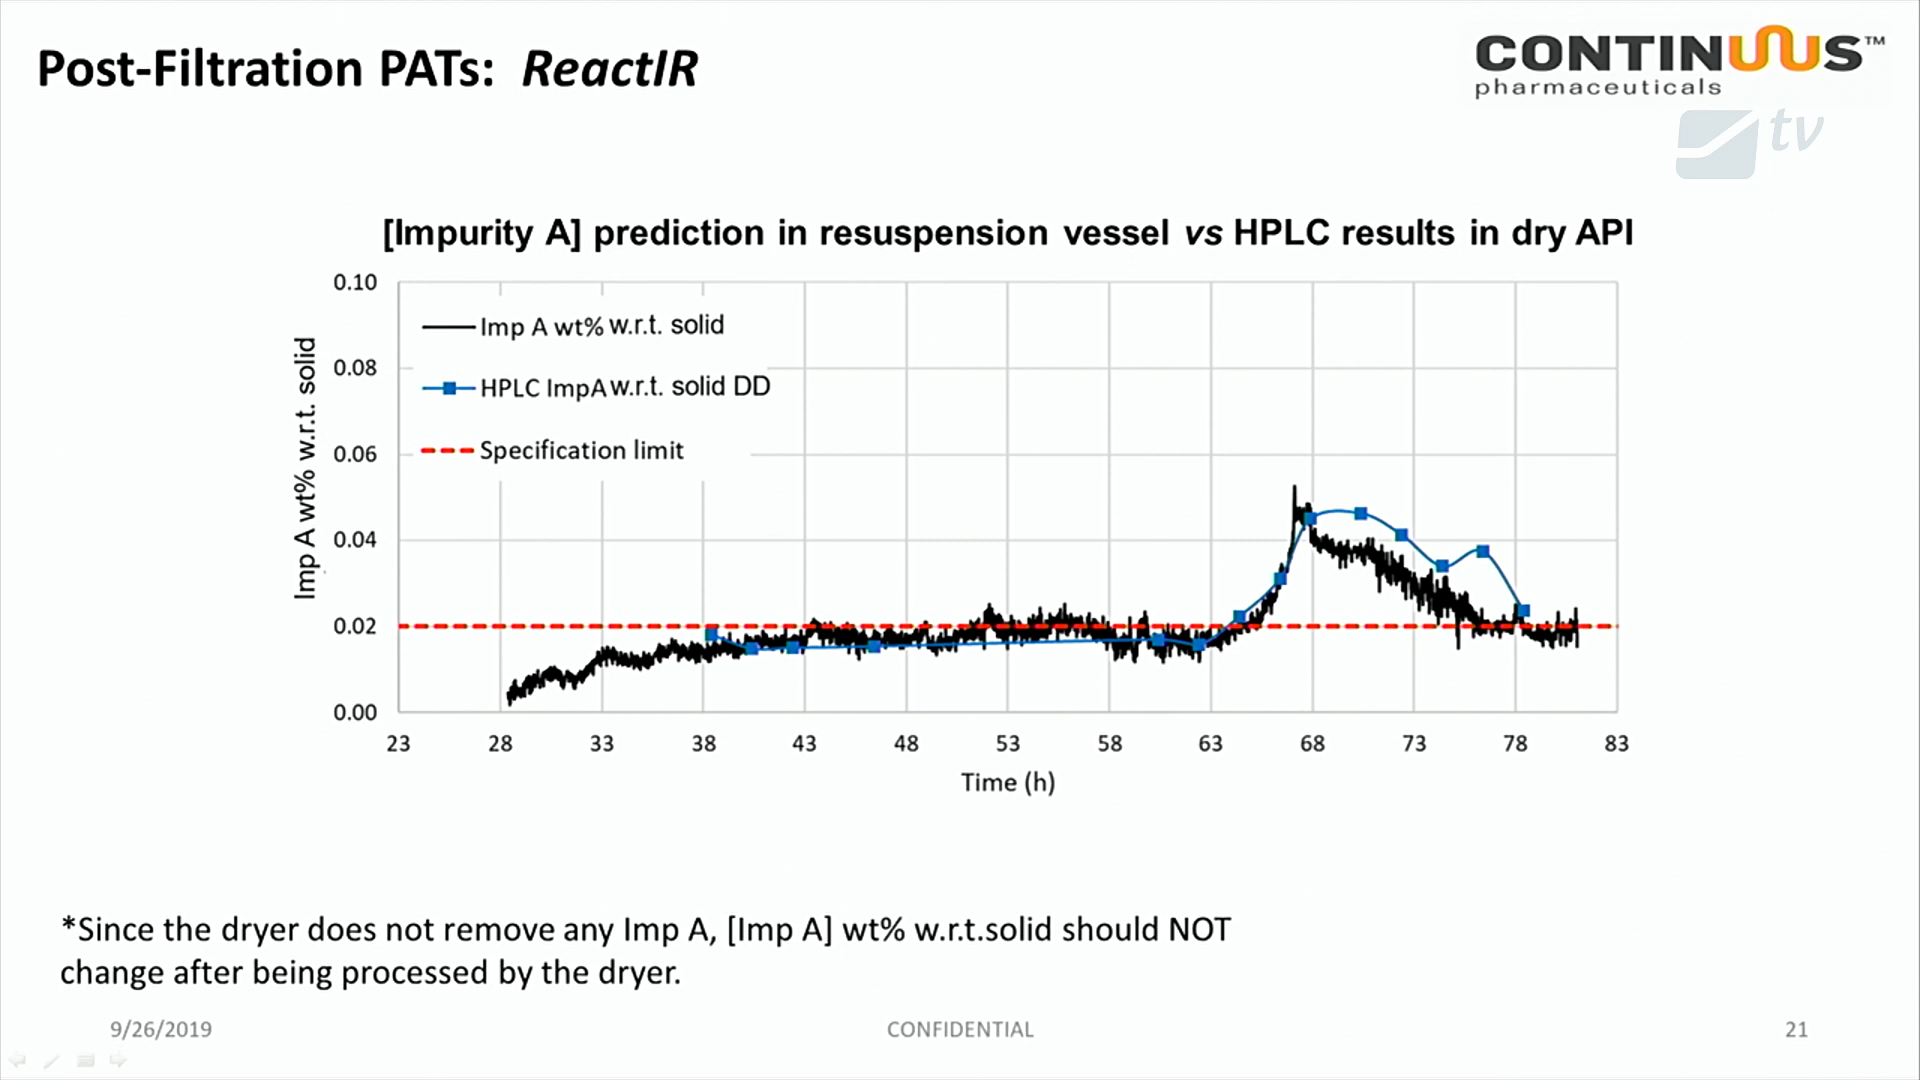 Post-Filtration PATs: ReactIR
CONTINUUS™
pharmaceuticals
tv
[Impurity A] prediction in resuspension vessel vs HPLC results in dry API
Imp A wt% w.r.t. solid
0.10
0.08
0.06
0.04
0.02
0.00
Imp A wt% w.r.t. solid
HPLC ImpA w.r.t. solid DD
Specification limit
23 28 33 38 43 48 53 58 63 68 73 78 83
Time (h)
*Since the dryer does not remove any Imp A, [Imp A] wt% w.r.t.solid should NOT
change after being processed by the dryer.
9/26/2019 CONFIDENTIAL 21